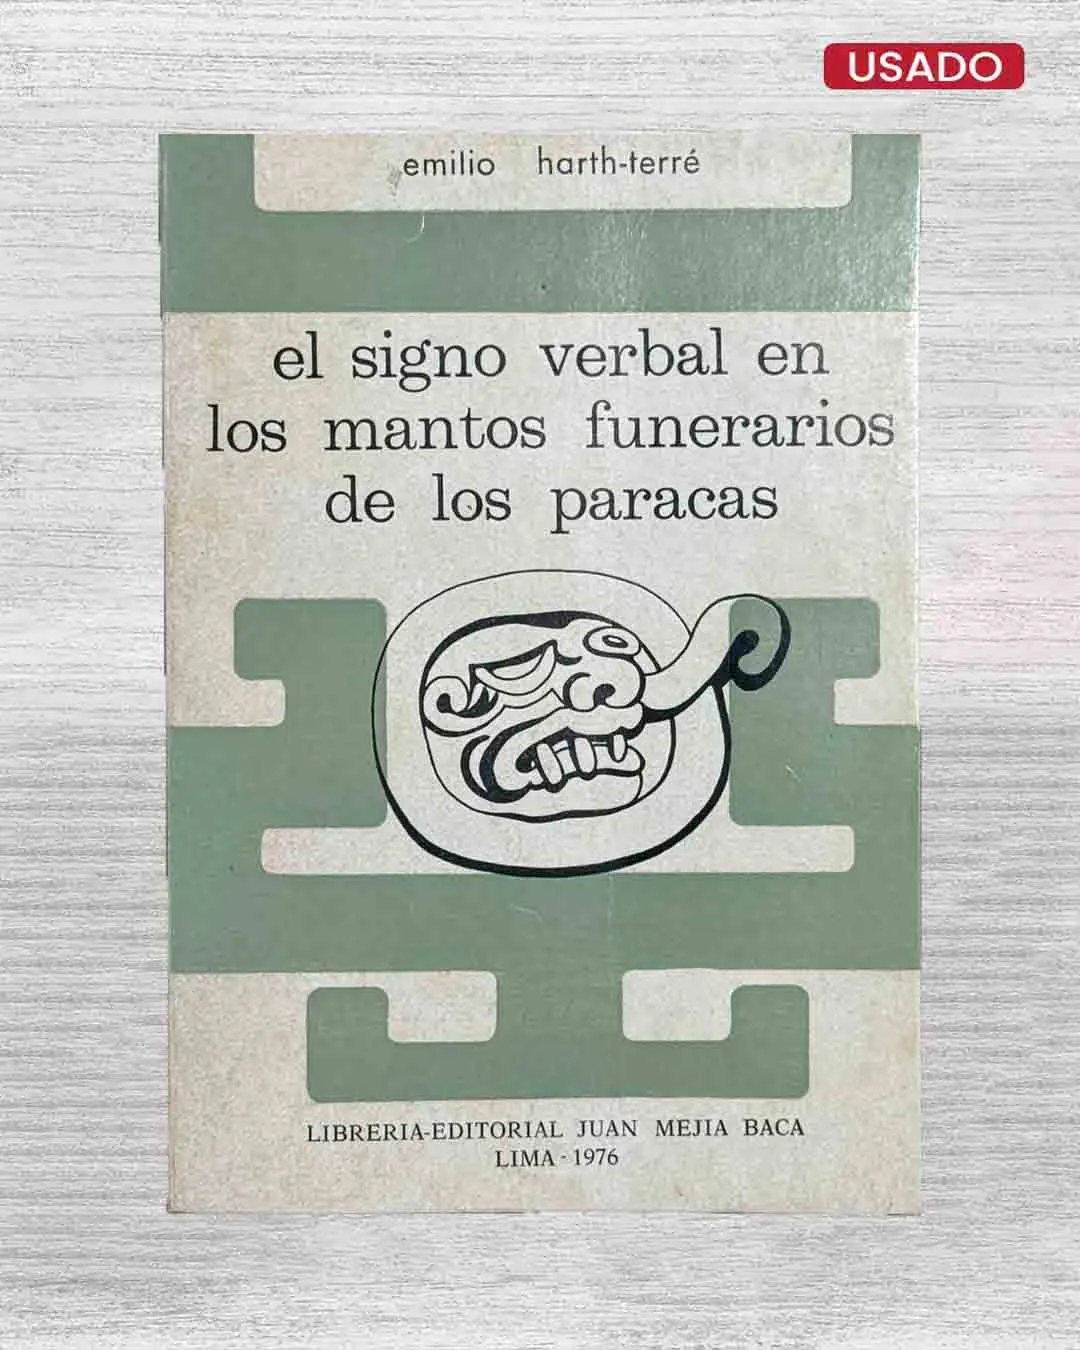 USADO
emilio harth-terré
el signo verbal en
los mantos funerarios
de los paracas
LIBRERIA-EDITORIAL JUAN MEJIA BACA
LIMA - 1976